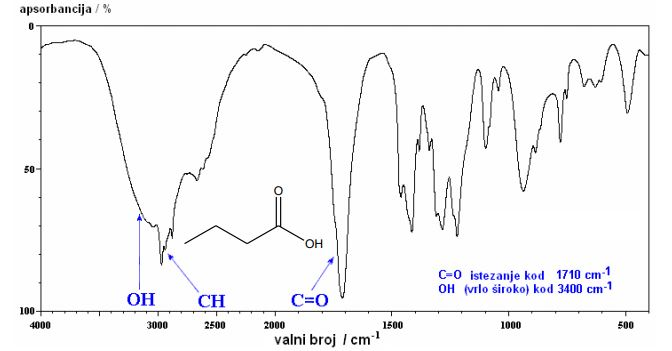 apsorbancija / %
0
50
100
O
OH
OH
CH
C=O
C=O istezanje kod 1710 cm-1
OH (vrlo široko) kod 3400 cm-1
4000
3000
2000
1500
1000
500
valni broj / cm-1